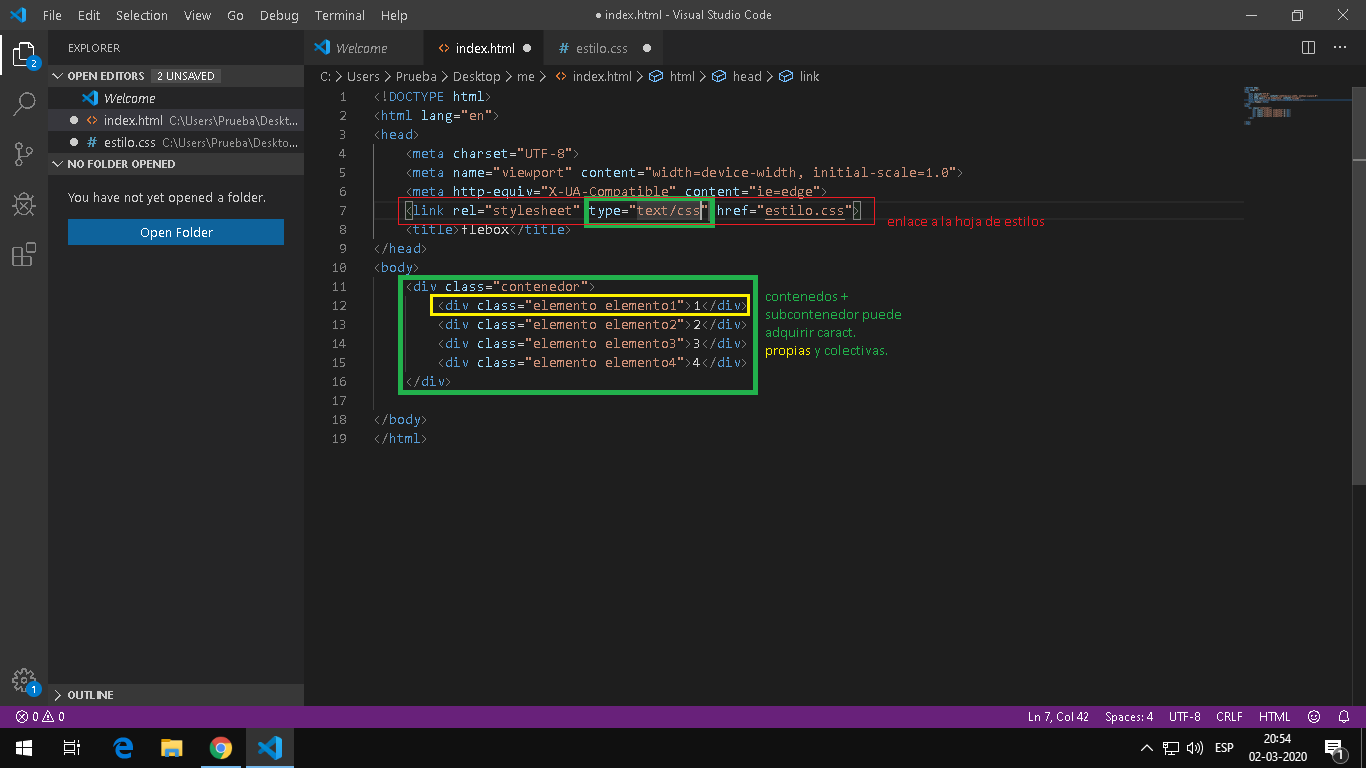 File Edit Selection View Go Debug Terminal Help ● index.html - Visual Studio Code
EXPLORER
OPEN EDITORS 2 UNSAVED
Welcome
index.html C:\Users\Prueba\Deskt...
# estilo.css C:\Users\Prueba\Deskto...
NO FOLDER OPENED
You have not yet opened a folder.
Open Folder
OUTLINE
2
1
Welcome <> index.html ● # estilo.css ●
C: > Users > Prueba > Desktop > me > <> index.html > html > head > link
1 <!DOCTYPE html>
2 <html lang="en">
3 <head>
4 <meta charset="UTF-8">
5 <meta name="viewport" content="width=device-width, initial-scale=1.0">
6 <meta http-equiv="X-UA-Compatible" content="ie=edge">
7 <link rel="stylesheet" type="text/css" href="estilo.css">
enlace a la hoja de estilos
8 <title>flebox</title>
9 </head>
10 <body>
11 <div class="contenedor">
12 <div class="elemento elemento1">1</div>
13 <div class="elemento elemento2">2</div>
14 <div class="elemento elemento3">3</div>
15 <div class="elemento elemento4">4</div>
16 </div>
17
18 </body>
19 </html>
contenedos +
subcontenedor puede
adquirir caract.
propias y colectivas.
0 0 Ln 7, Col 42 Spaces: 4 UTF-8 CRLF HTML
ESP 20:54
02-03-2020
1